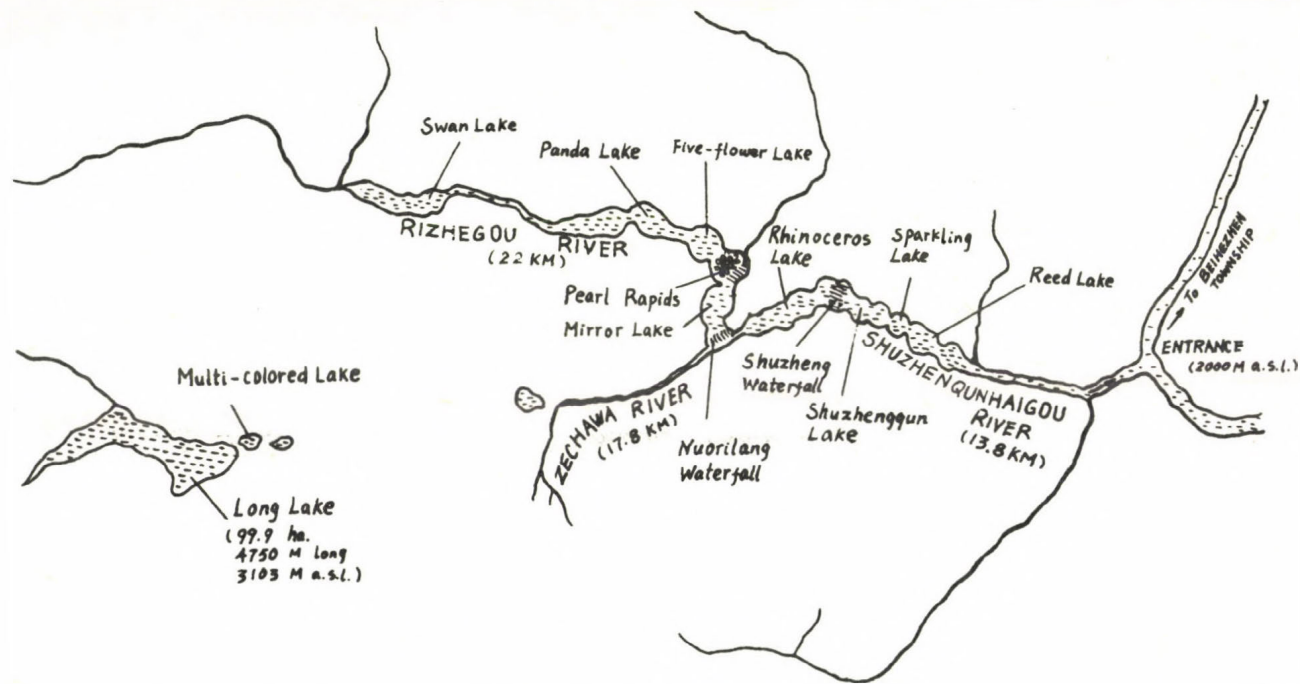 Swan Lake
Panda Lake
Five-flower Lake
RIZHEGOU RIVER
(22 KM)
Pearl Rapids
Mirror Lake
Rhinoceros
Lake
Sparkling
Lake
Reed Lake
To BEIHEZHEN
TOWNSHIP
ENTRANCE
(2000 M a.s.l.)
Shuzheng
Waterfall
SHUZHENQUNHAIGOU
RIVER
(13.8 KM)
Shuzhengqun
Lake
Multi-colored Lake
ZECHAWA RIVER
(17.8 KM)
Nuorilang
Waterfall
Long Lake
(99.9 ha.
4750 M long
3103 M a.s.l.)